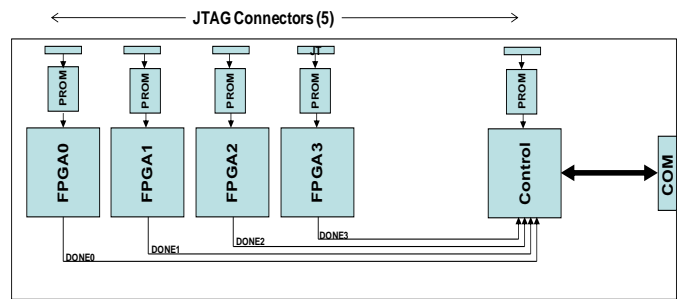 JTAG Connectors (5)
JT
PROM
PROM
PROM
PROM
PROM
FPGA0
FPGA1
FPGA2
FPGA3
Control
COM
DONE3
DONE2
DONE1
DONE0